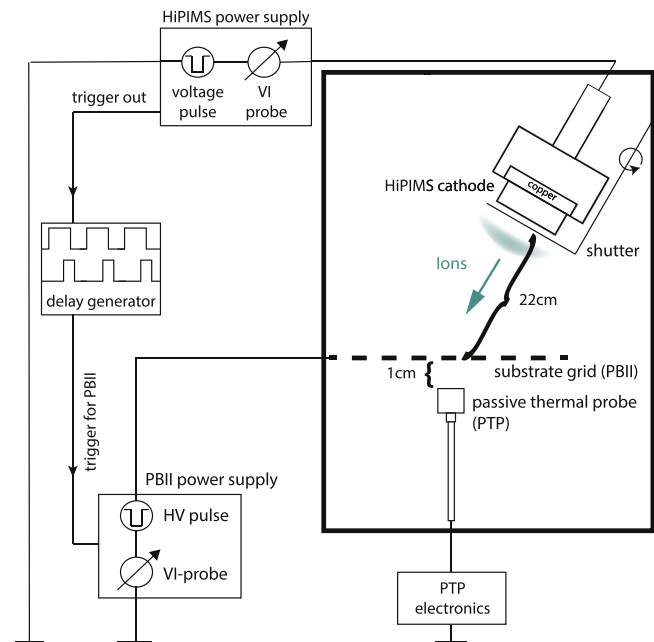 HiPIMS power supply
voltage
pulse
VI
probe
trigger out
HiPIMS cathode
copper
shutter
Ions
22cm
delay generator
substrate grid (PBII)
1cm
passive thermal probe
(PTP)
trigger for PBII
PBII power supply
HV pulse
VI-probe
PTP
electronics